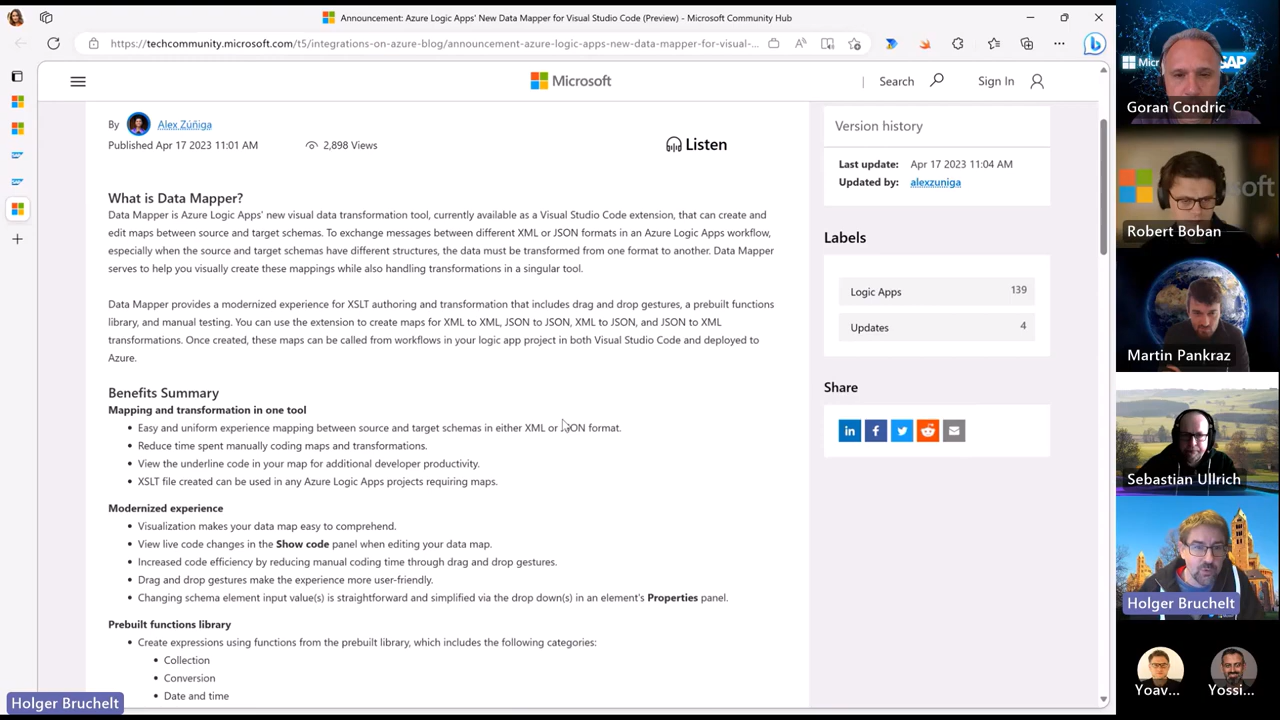 Announcement: Azure Logic Apps' New Data Mapper for Visual Studio Code (Preview) - Microsoft Community Hub
https://techcommunity.microsoft.com/t5/integrations-on-azure-blog/announcement-azure-logic-apps-new-data-mapper-for-visual-...
Microsoft
Search
Sign In
By Alex Zúñiga
Published Apr 17 2023 11:01 AM
2,898 Views
Listen
What is Data Mapper?
Data Mapper is Azure Logic Apps' new visual data transformation tool, currently available as a Visual Studio Code extension, that can create and
edit maps between source and target schemas. To exchange messages between different XML or JSON formats in an Azure Logic Apps workflow,
especially when the source and target schemas have different structures, the data must be transformed from one format to another. Data Mapper
serves to help you visually create these mappings while also handling transformations in a singular tool.
Data Mapper provides a modernized experience for XSLT authoring and transformation that includes drag and drop gestures, a prebuilt functions
library, and manual testing. You can use the extension to create maps for XML to XML, JSON to JSON, XML to JSON, and JSON to XML
transformations. Once created, these maps can be called from workflows in your logic app project in both Visual Studio Code and deployed to
Azure.
Benefits Summary
Mapping and transformation in one tool
• Easy and uniform experience mapping between source and target schemas in either XML or JSON format.
• Reduce time spent manually coding maps and transformations.
• View the underline code in your map for additional developer productivity.
• XSLT file created can be used in any Azure Logic Apps projects requiring maps.
Modernized experience
• Visualization makes your data map easy to comprehend.
• View live code changes in the Show code panel when editing your data map.
• Increased code efficiency by reducing manual coding time through drag and drop gestures.
• Drag and drop gestures make the experience more user-friendly.
• Changing schema element input value(s) is straightforward and simplified via the drop down(s) in an element's Properties panel.
Prebuilt functions library
• Create expressions using functions from the prebuilt library, which includes the following categories:
• Collection
• Conversion
• Date and time
Version history
Last update: Apr 17 2023 11:04 AM
Updated by: alexzuniga
Labels
Logic Apps 139
Updates 4
Share
Micr
SAP
Goran Condric
soft
Robert Boban
Martin Pankraz
Sebastian Ullrich
Holger Bruchelt
Yoav...
Yossi...
Holger Bruchelt